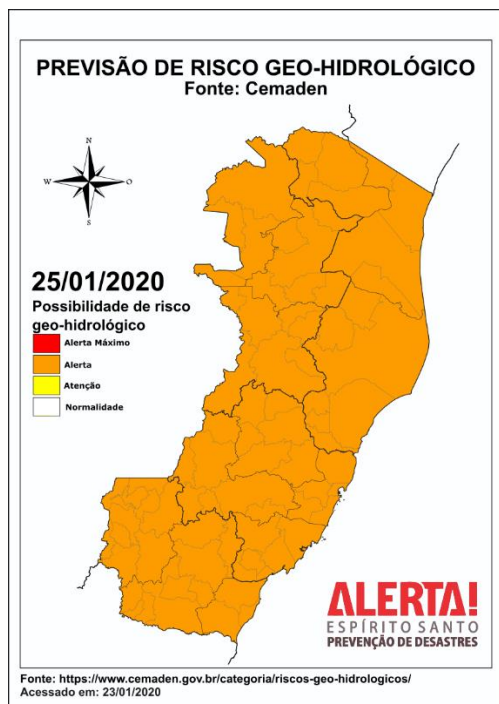 PREVISÃO DE RISCO GEO-HIDROLÓGICO
Fonte: Cemaden
N
W
O
S
25/01/2020
Possibilidade de risco
geo-hidrológico
Alerta Máximo
Alerta
Atenção
Normalidade
ALERTA!
ESPÍRITO SANTO
PREVENÇÃO DE DESASTRES
Fonte: https://www.cemaden.gov.br/categoria/riscos-geo-hidrologicos/
Acessado em: 23/01/2020